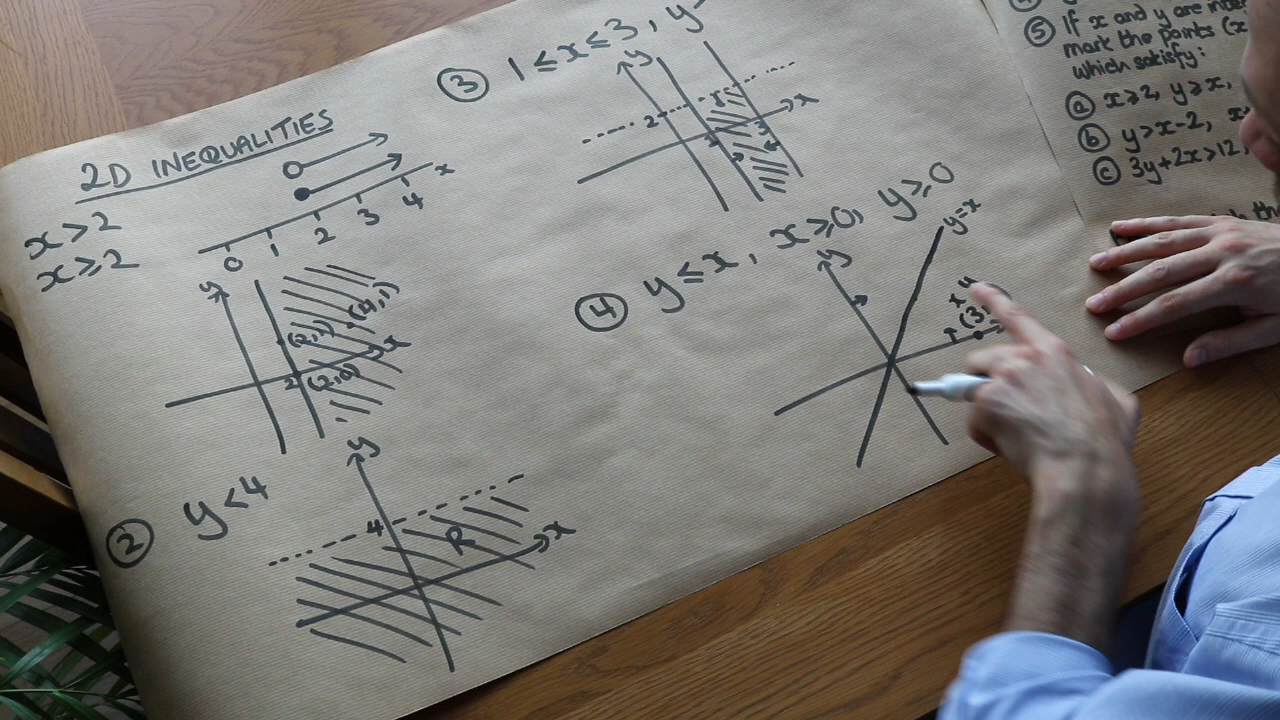 2D INEQUALITIES
x > 2
x ⩾ 2
0 1 2 3 4 x
y
(2,1) (4,1)
2 (2,0) x
② y < 4
y
4
R
x
③ 1 ≤ x ≤ 3, y
y
2
3
x
④ y ≤ x, x ⩾ 0, y ⩾ 0
y
y=x
x y
(3,
⑤ If x and y are
mark the points (x
which satisfy:
ⓐ x ⩾ 2, y ⩾ x,
ⓑ y > x-2,
ⓒ 3y + 2x > 12,